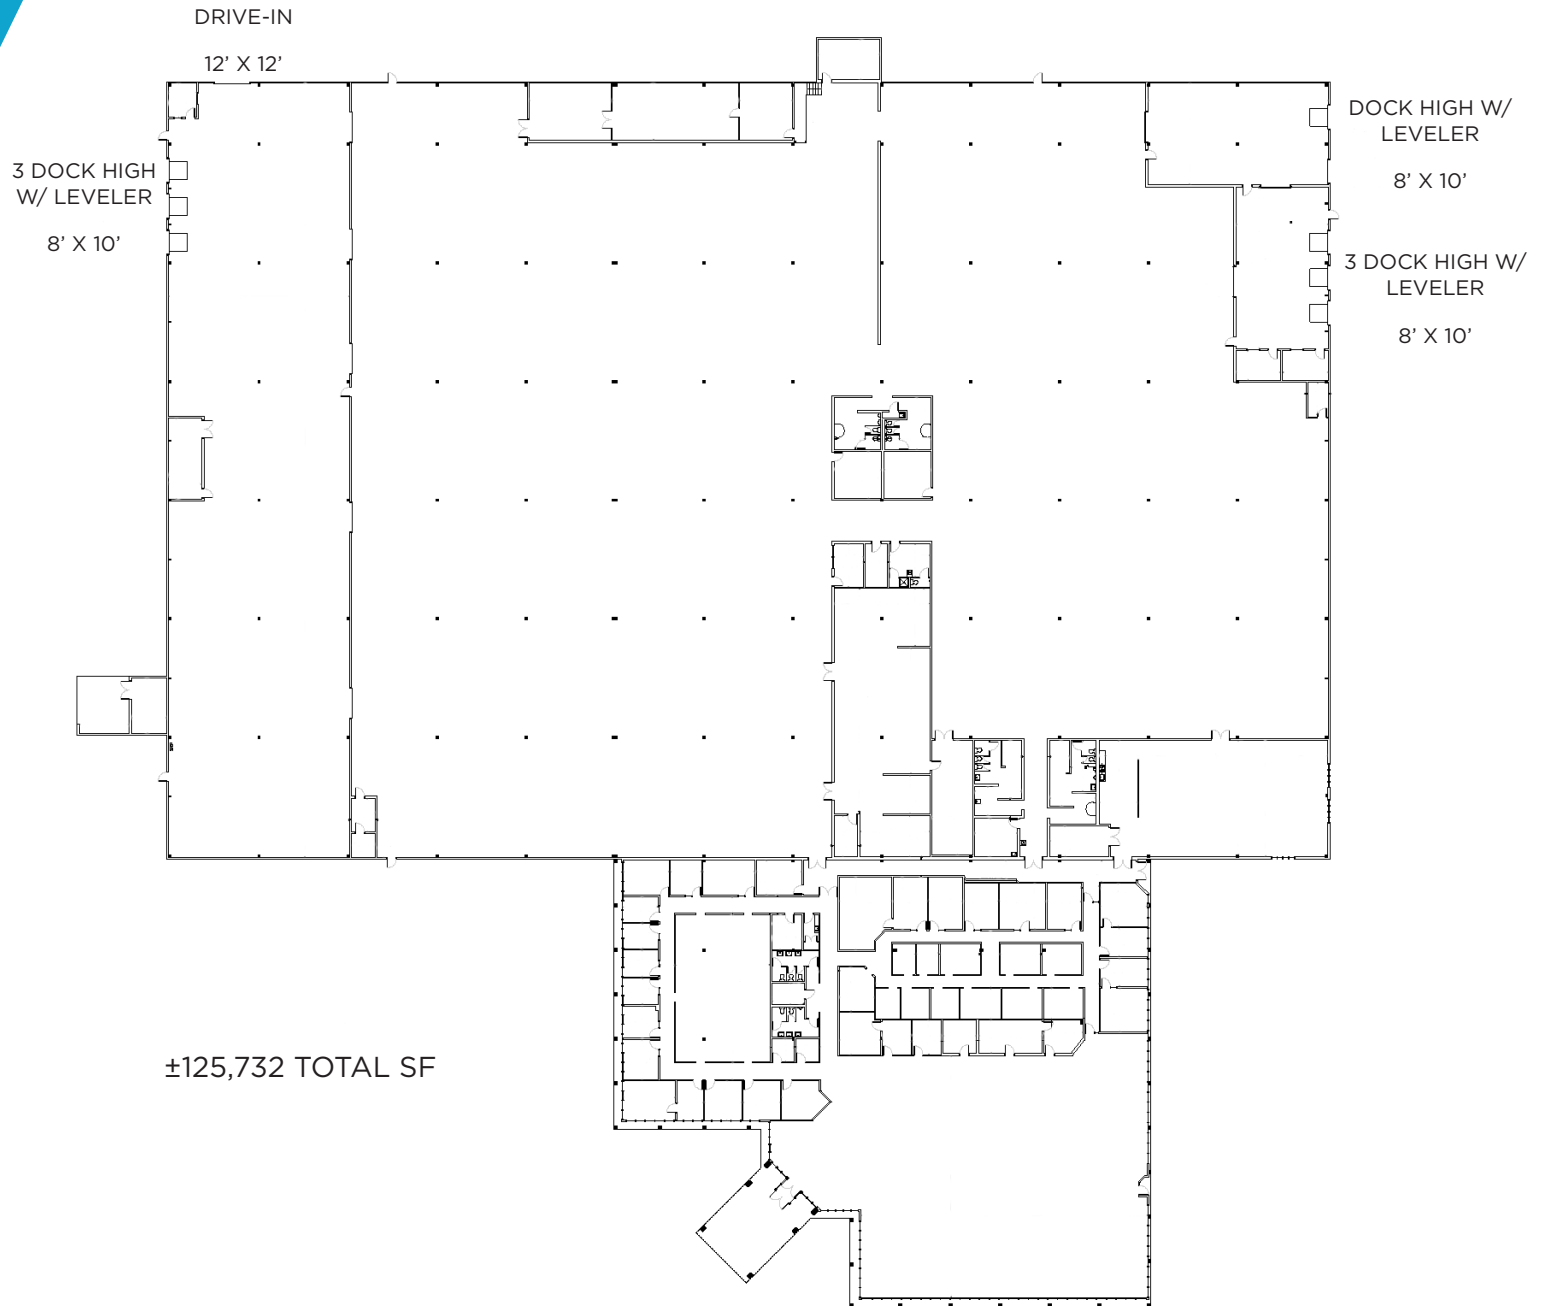 DRIVE-IN
12’ X 12’
3 DOCK HIGH
W/ LEVELER
8’ X 10’
DOCK HIGH W/
LEVELER
8’ X 10’
3 DOCK HIGH W/
LEVELER
8’ X 10’
±125,732 TOTAL SF